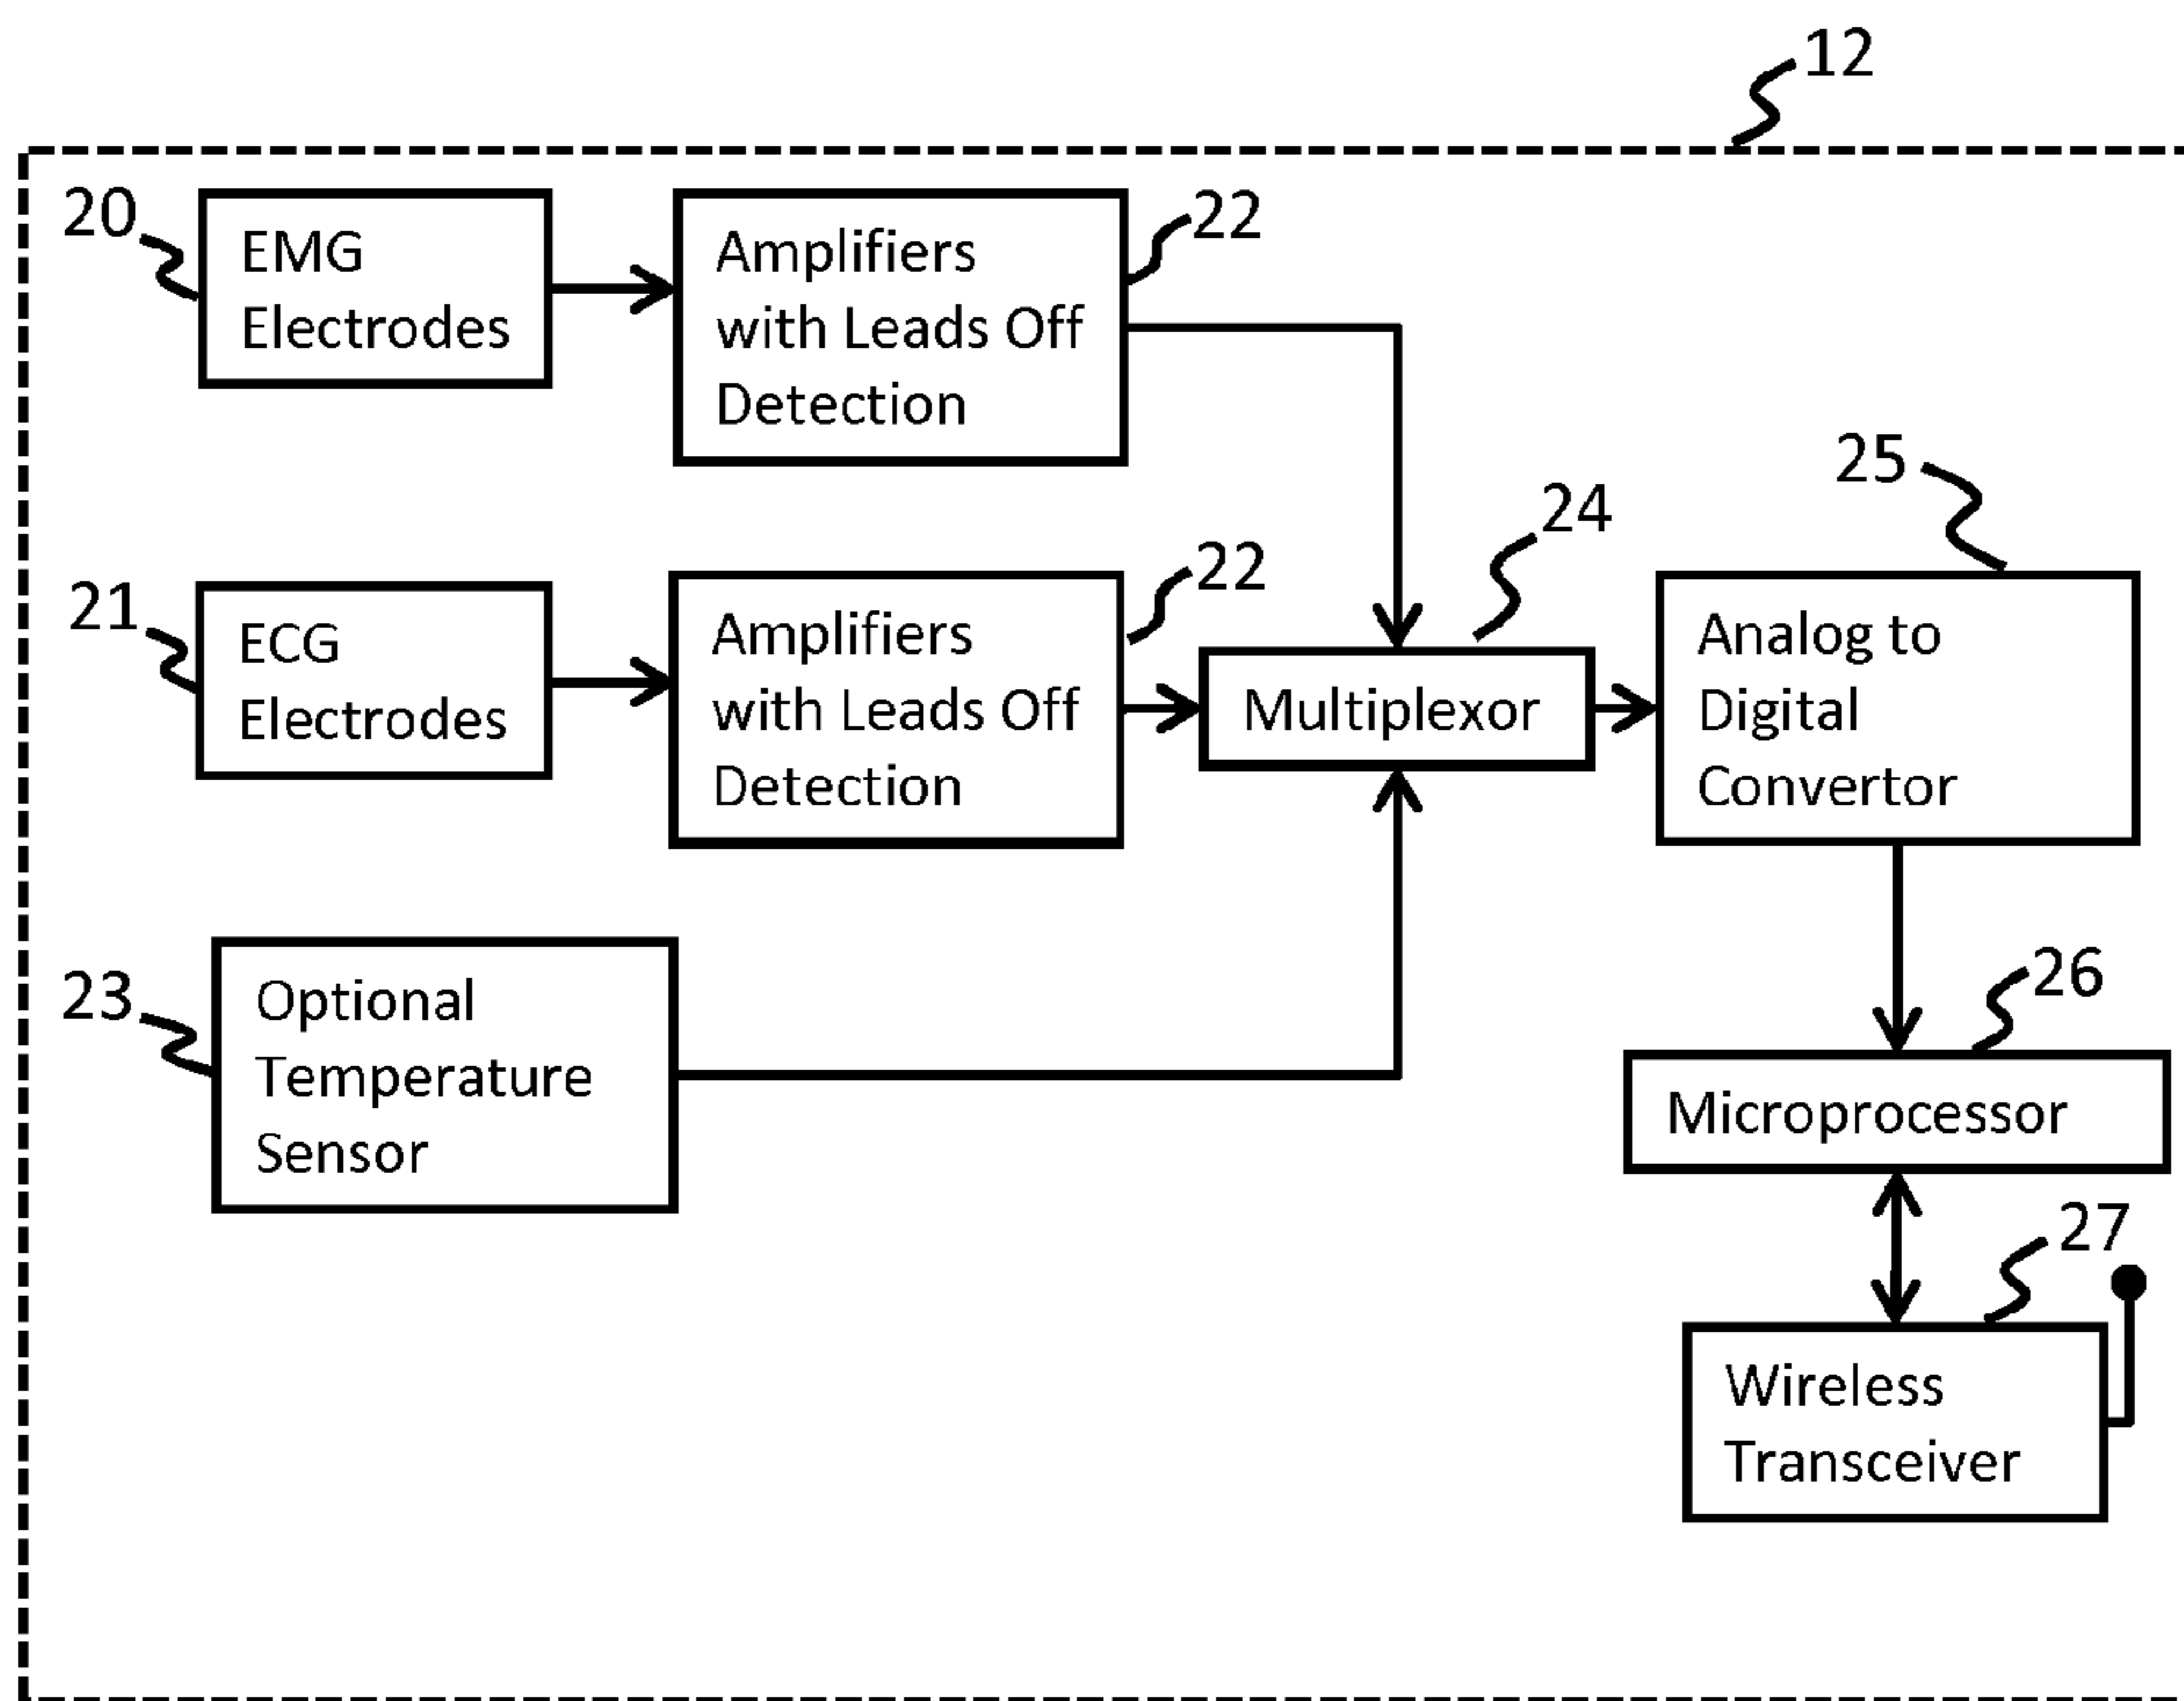 12
20
EMG
Electrodes
Amplifiers
with Leads Off
Detection
22
21
ECG
Electrodes
Amplifiers
with Leads Off
Detection
22
24
Multiplexor
25
Analog to
Digital
Convertor
23
Optional
Temperature
Sensor
26
Microprocessor
27
Wireless
Transceiver